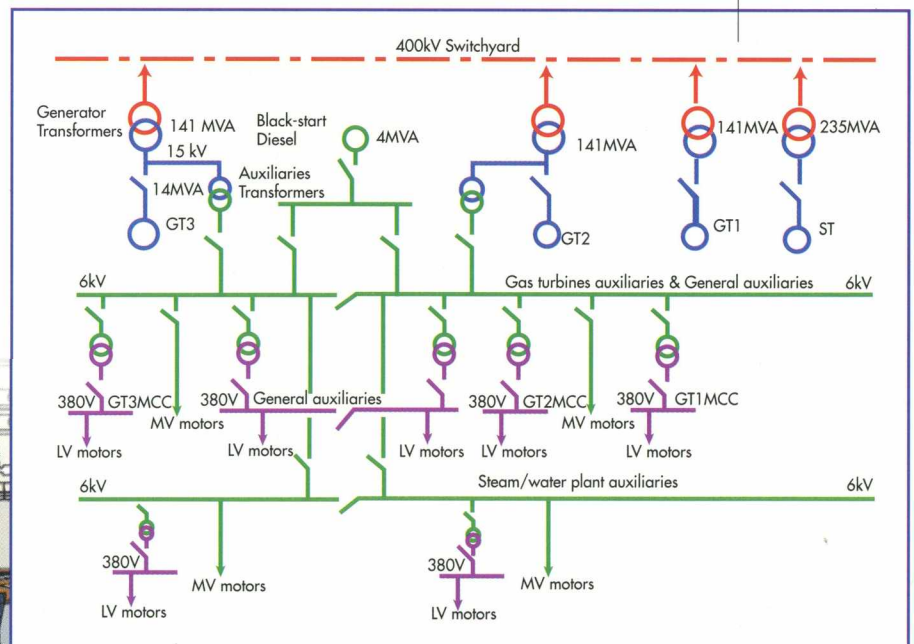 400kV Switchyard
Generator
Transformers
141 MVA
15 kV
14MVA
GT3
Black-start
Diesel
4MVA
Auxiliaries
Transformers
141MVA
GT2
141MVA
GT1
235MVA
ST
6kV
Gas turbines auxiliaries & General auxiliaries
6kV
380V
GT3MCC
LV motors
MV motors
380V
General auxiliaries
LV motors
LV motors
380V
GT2MCC
LV motors
MV motors
380V
GT1MCC
LV motors
6kV
Steam/water plant auxiliaries
6kV
380V
LV motors
MV motors
380V
LV motors
MV motors